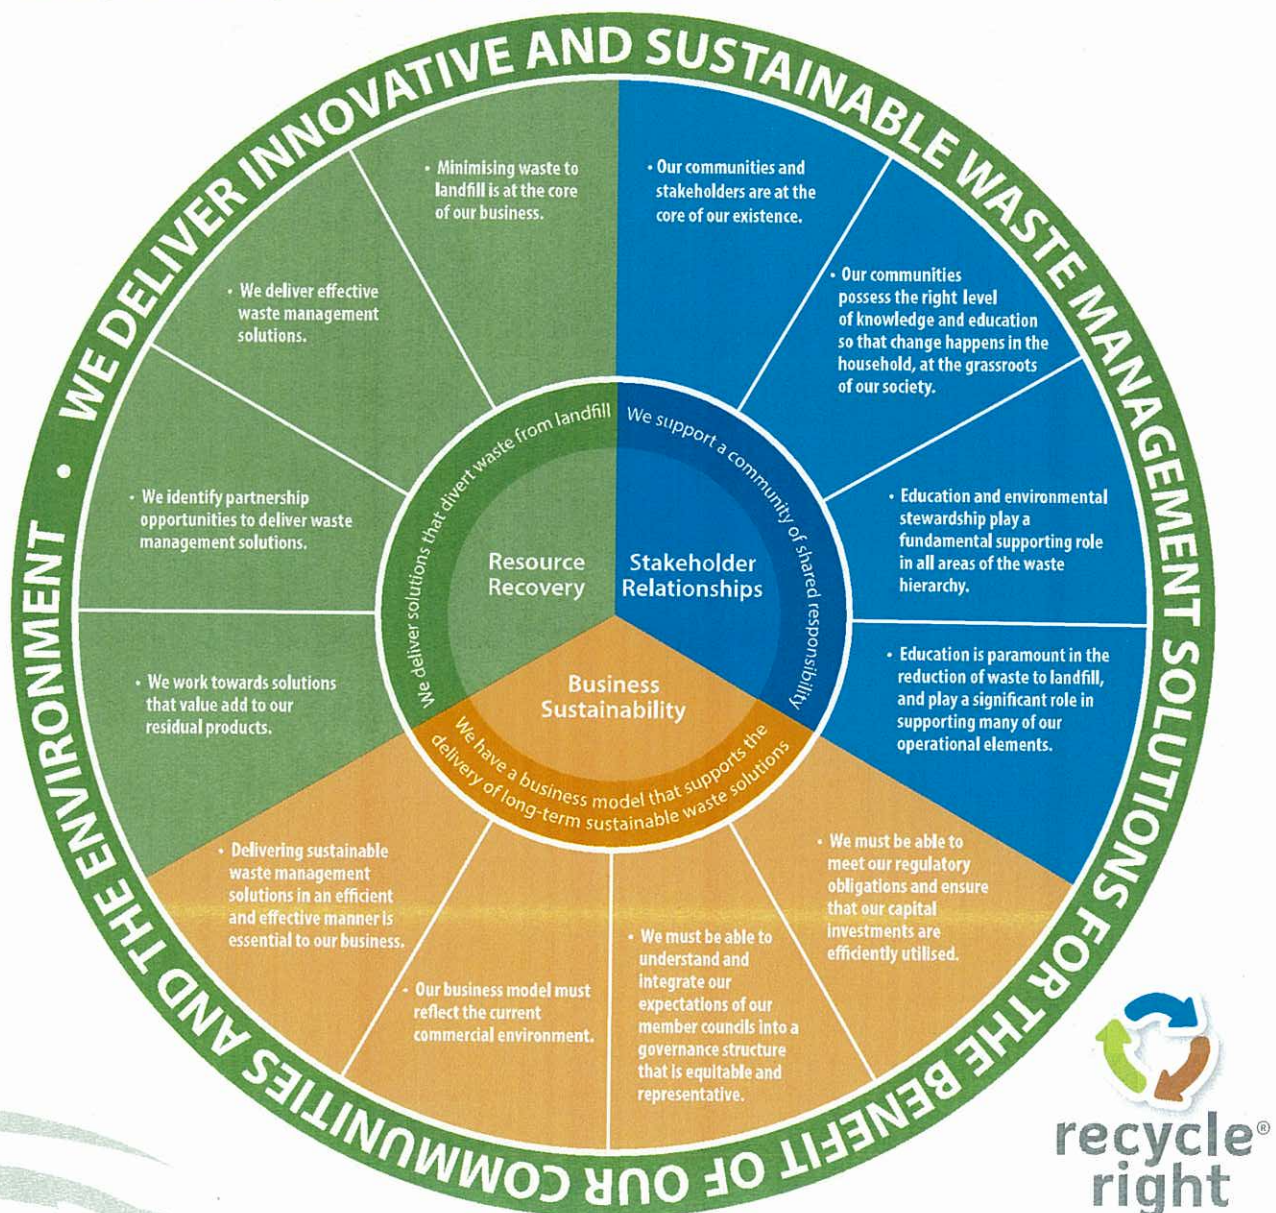 WE DELIVER INNOVATIVE AND SUSTAINABLE WASTE MANAGEMENT SOLUTIONS FOR THE BENEFIT OF OUR COMMUNITIES AND THE ENVIRONMENT •
• Minimising waste to
landfill is at the core
of our business.
• We deliver effective
waste management
solutions.
• We identify partnership
opportunities to deliver waste
management solutions.
• We work towards solutions
that value add to our
residual products.
• Our communities and
stakeholders are at the
core of our existence.
• Our communities
possess the right level
of knowledge and education
so that change happens in the
household, at the grassroots
of our society.
• Education and environmental
stewardship play a
fundamental supporting role
in all areas of the waste
hierarchy.
• Education is paramount in the
reduction of waste to landfill,
and play a significant role in
supporting many of our
operational elements.
We deliver solutions that divert waste from landfill
We support a community of shared responsibility
Resource
Recovery
Stakeholder
Relationships
Business
Sustainability
We have a business model that supports the
delivery of long-term sustainable waste solutions
• Delivering sustainable
waste management
solutions in an efficient
and effective manner is
essential to our business.
• Our business model must
reflect the current
commercial environment.
• We must be able to
understand and
integrate our
expectations of our
member councils into a
governance structure
that is equitable and
representative.
• We must be able to
meet our regulatory
obligations and ensure
that our capital
investments are
efficiently utilised.
recycle®
right